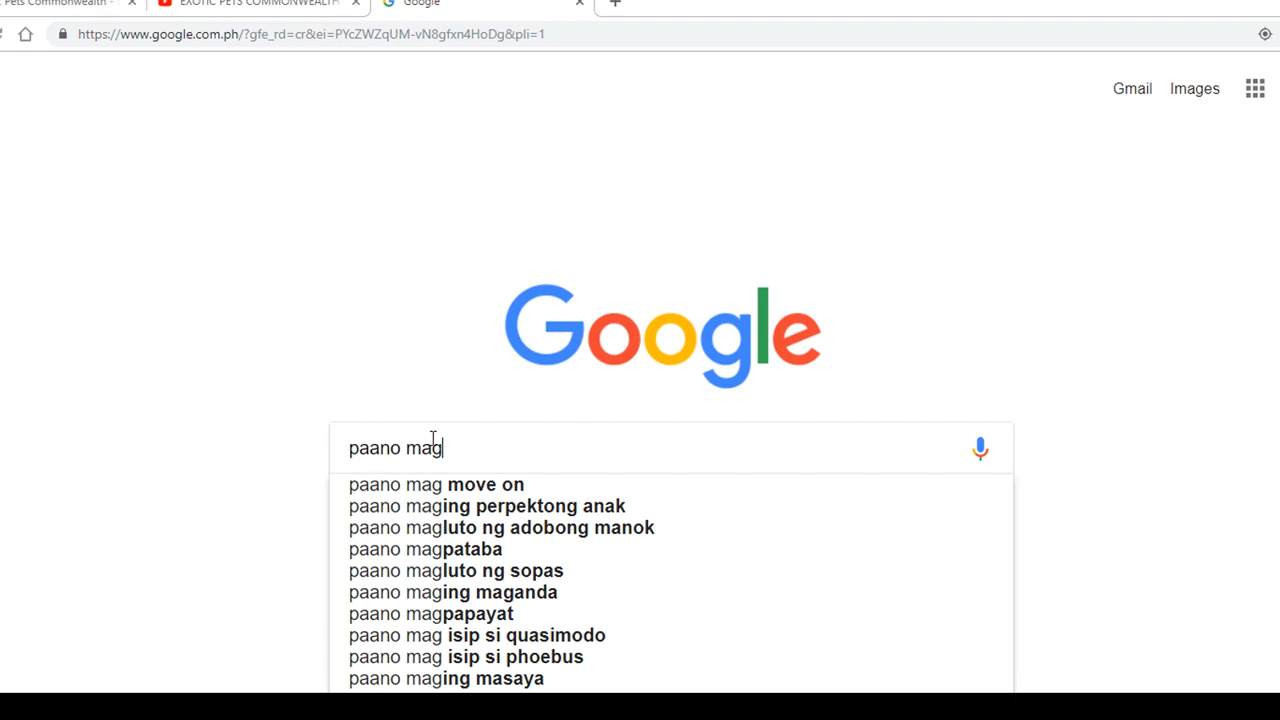 Pets Commonwealth -
EXOTIC PETS COMMONWEALTH
Google
https://www.google.com.ph/?gfe_rd=cr&ei=PYcZWZqUM-vN8gfxn4HoDg&pli=1
Gmail Images
Google
paano mag
paano mag move on
paano maging perpektong anak
paano magluto ng adobong manok
paano magpataba
paano magluto ng sopas
paano maging maganda
paano magpapayat
paano mag isip si quasimodo
paano mag isip si phoebus
paano maging masaya